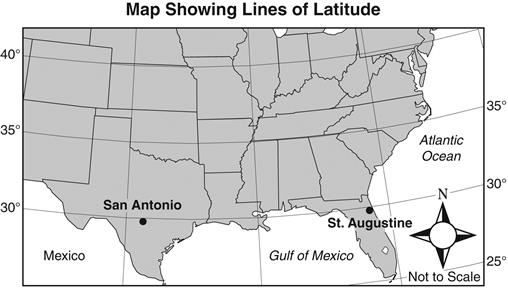 Map Showing Lines of Latitude
40°
35°
Atlantic
Ocean
35°
30°
N
San Antonio
30°
St. Augustine
Mexico
Gulf of Mexico
25°
Not to Scale